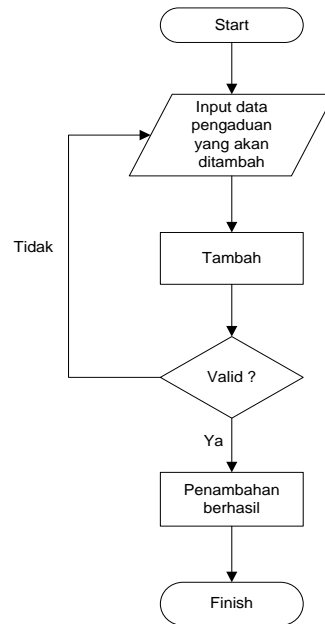 Start
Input data
pengaduan
yang akan
ditambah
Tidak
Tambah
Valid ?
Ya
Penambahan
berhasil
Finish